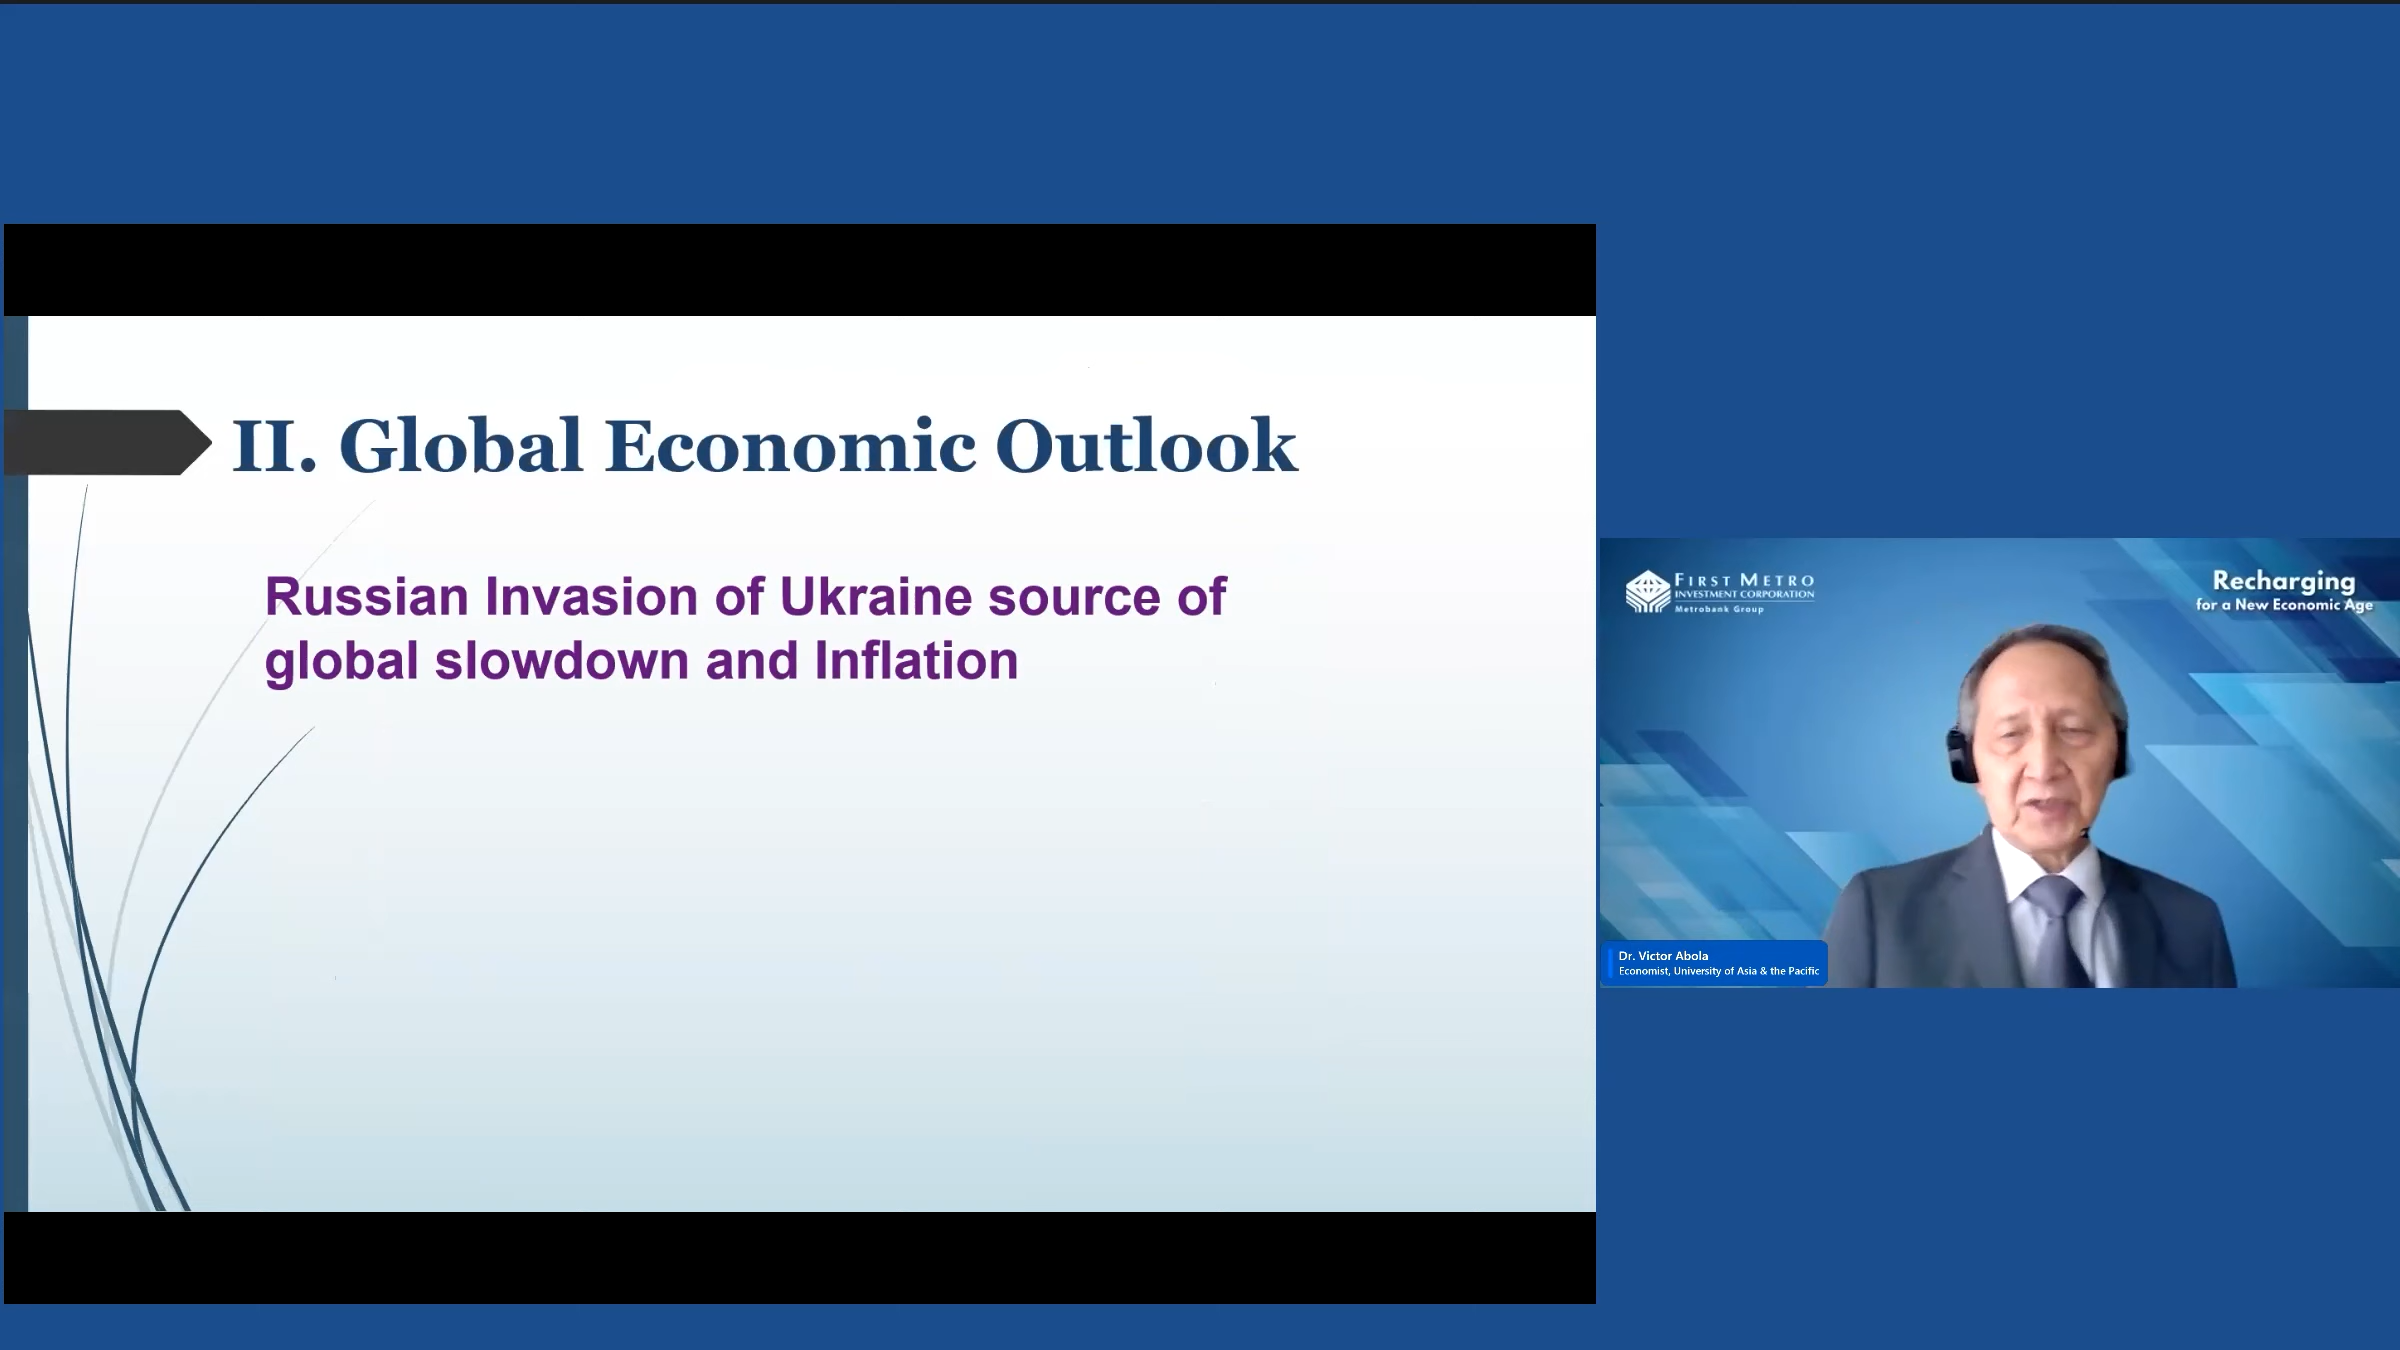 II. Global Economic Outlook
Russian Invasion of Ukraine source of
global slowdown and Inflation
FIRST METRO
INVESTMENT CORPORATION
Metrobank Group
Recharging
for a New Economic Age
Dr. Victor Abola
Economist, University of Asia & the Pacific